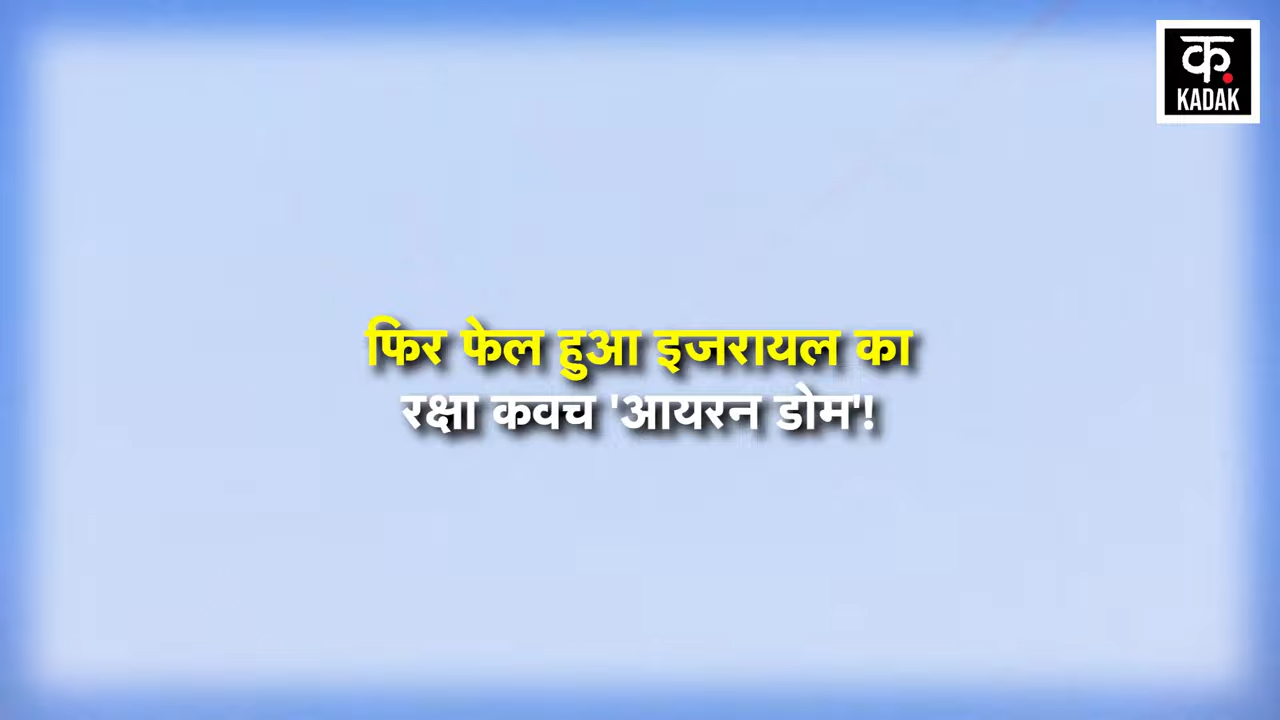 क.
KADAK
फिर फेल हुआ इजरायल का
रक्षा कवच 'आयरन डोम'!